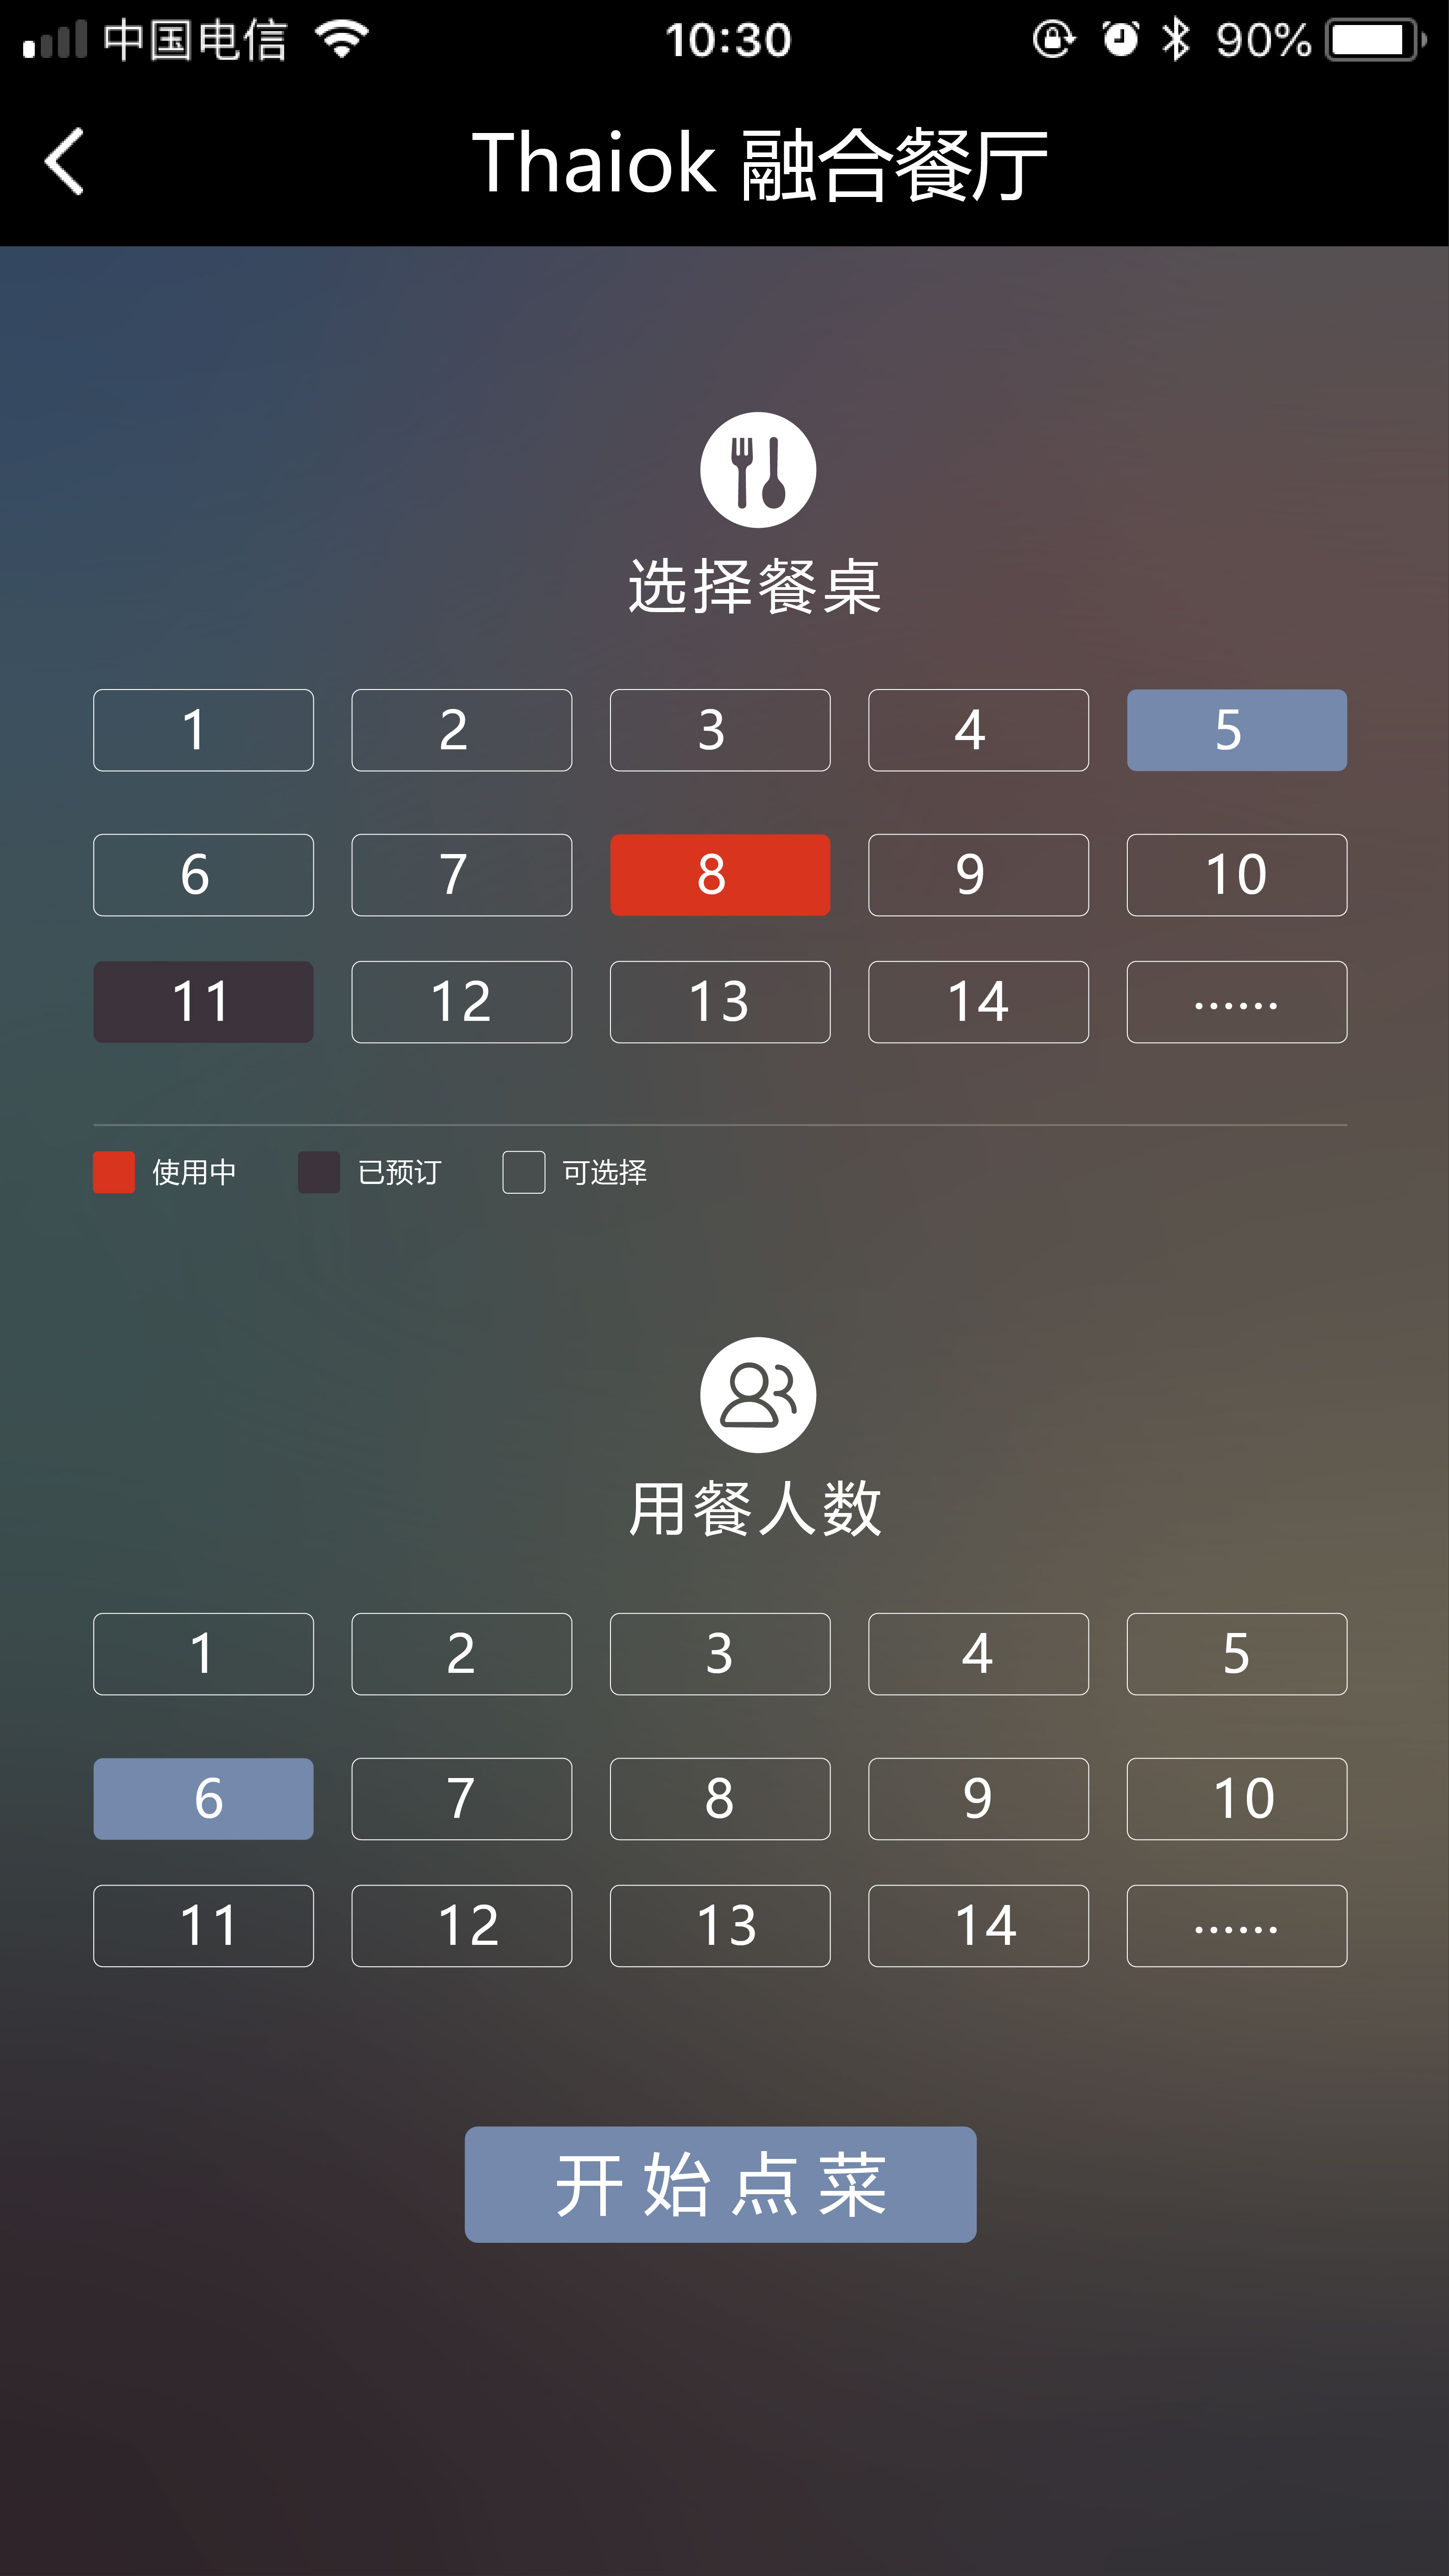 中国电信 10:30 90%
Thaiok 融合餐厅
选择餐桌
1 2 3 4 5
6 7 8 9 10
11 12 13 14 ······
使用中 已预订 可选择
用餐人数
1 2 3 4 5
6 7 8 9 10
11 12 13 14 ······
开始点菜